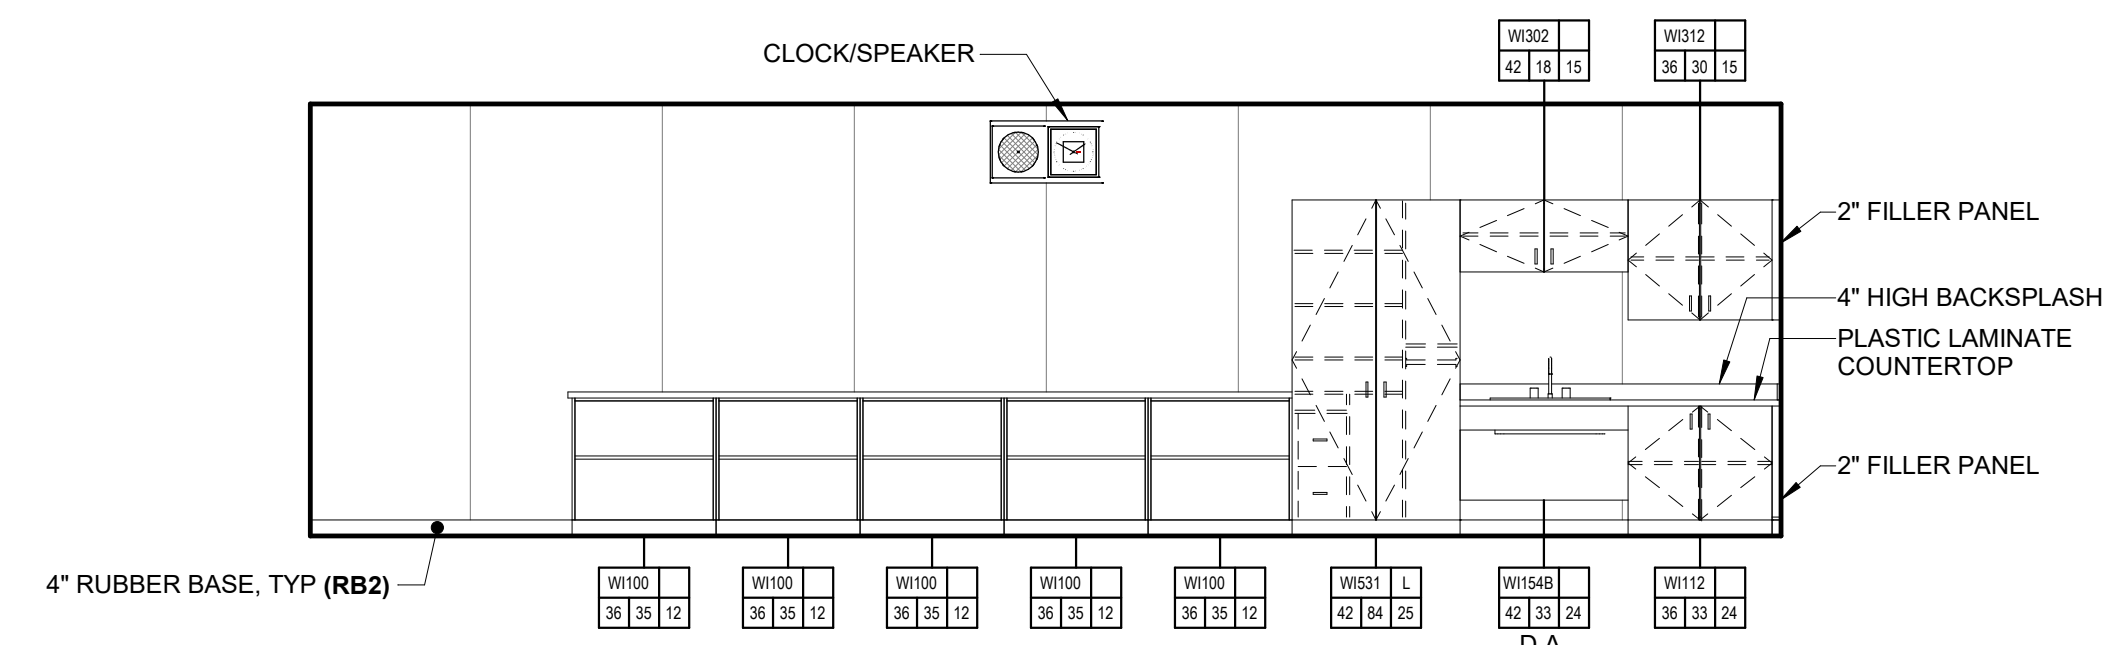 WI302
WI312
42 18 15
36 30 15
CLOCK/SPEAKER
2" FILLER PANEL
4" HIGH BACKSPLASH
PLASTIC LAMINATE
COUNTERTOP
2" FILLER PANEL
4" RUBBER BASE, TYP (RB2)
WI100
36 35 12
WI100
36 35 12
WI100
36 35 12
WI100
36 35 12
WI100
36 35 12
WI531 L
42 84 25
WI154B
42 33 24
D.A.
WI112
36 33 24